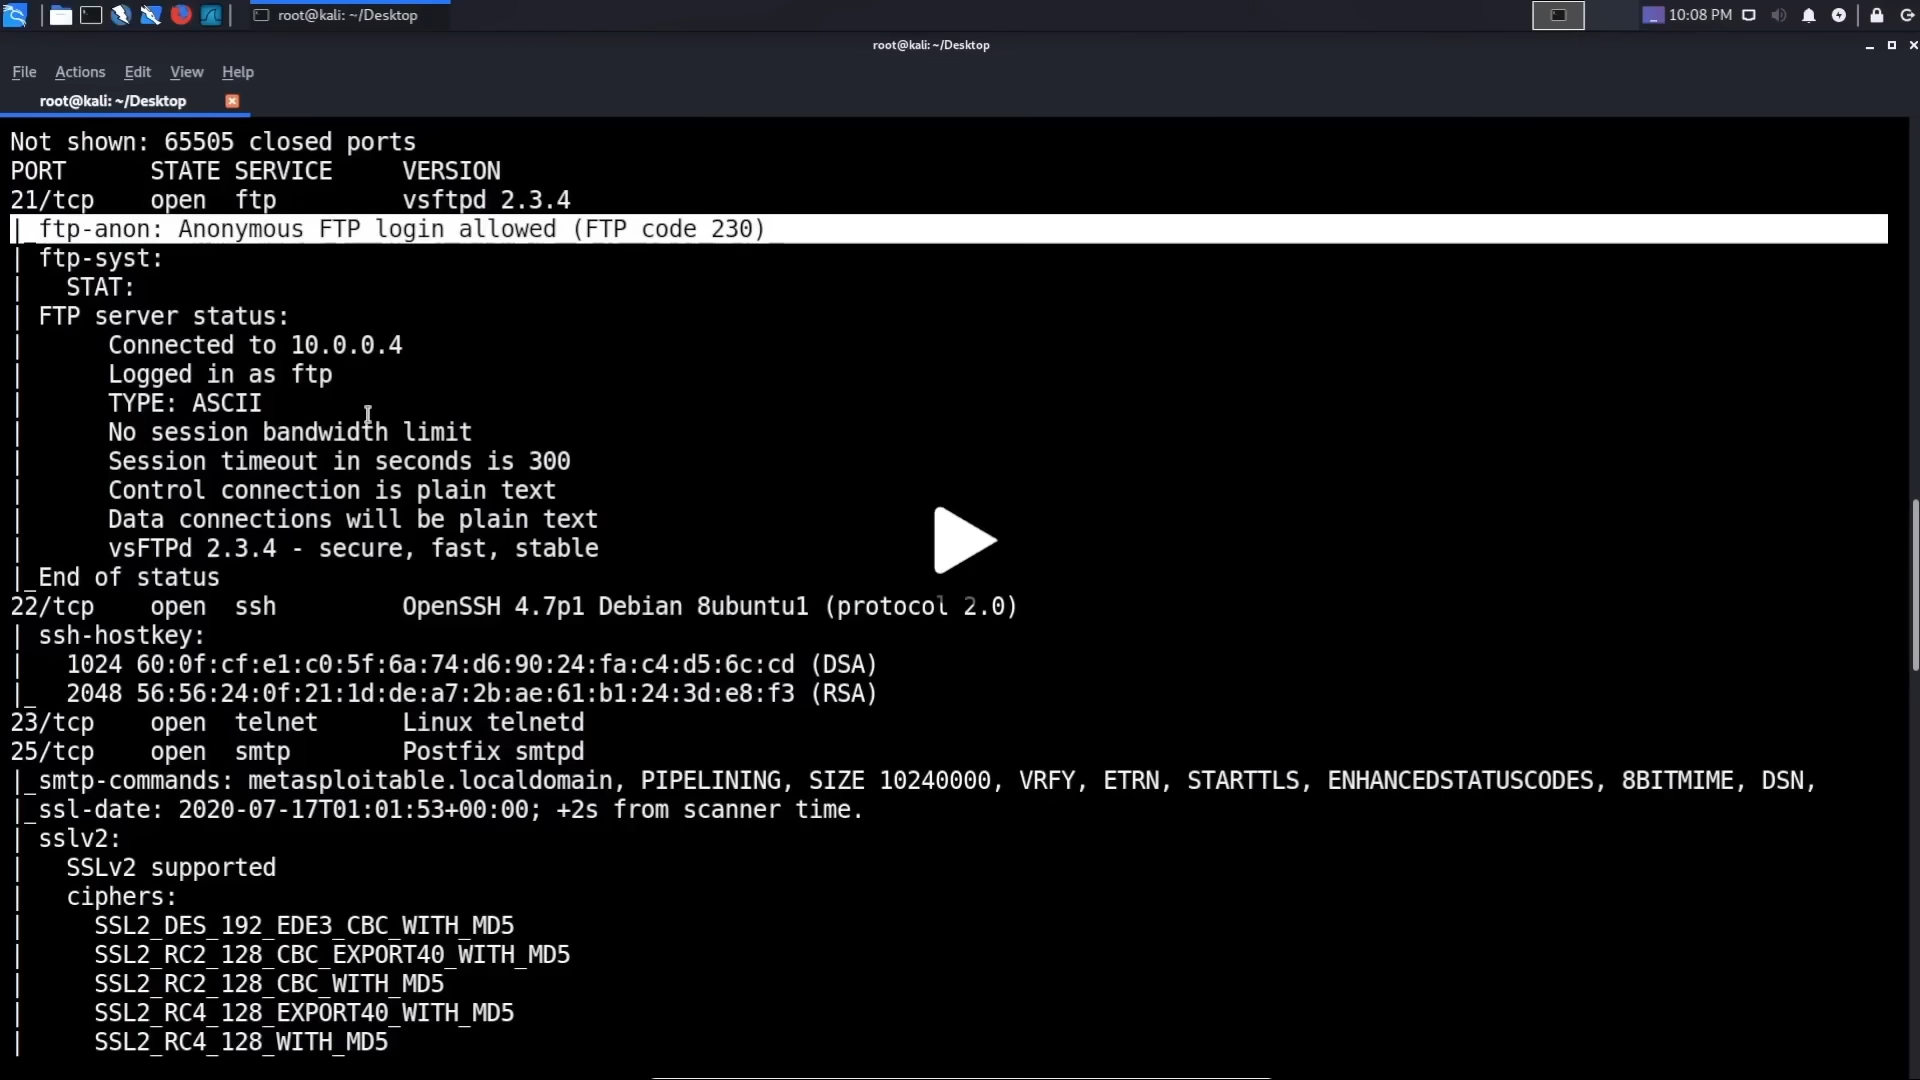 root@kali: ~/Desktop
10:08 PM
root@kali: ~/Desktop
File Actions Edit View Help
root@kali: ~/Desktop
Not shown: 65505 closed ports
PORT STATE SERVICE VERSION
21/tcp open ftp vsftpd 2.3.4
|_ftp-anon: Anonymous FTP login allowed (FTP code 230)
| ftp-syst:
| STAT:
| FTP server status:
| Connected to 10.0.0.4
| Logged in as ftp
| TYPE: ASCII
| No session bandwidth limit
| Session timeout in seconds is 300
| Control connection is plain text
| Data connections will be plain text
| vsFTPd 2.3.4 - secure, fast, stable
|_End of status
22/tcp open ssh OpenSSH 4.7p1 Debian 8ubuntu1 (protocol 2.0)
| ssh-hostkey:
| 1024 60:0f:cf:e1:c0:5f:6a:74:d6:90:24:fa:c4:d5:6c:cd (DSA)
|_ 2048 56:56:24:0f:21:1d:de:a7:2b:ae:61:b1:24:3d:e8:f3 (RSA)
23/tcp open telnet Linux telnetd
25/tcp open smtp Postfix smtpd
|_smtp-commands: metasploitable.localdomain, PIPELINING, SIZE 10240000, VRFY, ETRN, STARTTLS, ENHANCEDSTATUSCODES, 8BITMIME, DSN,
|_ssl-date: 2020-07-17T01:01:53+00:00; +2s from scanner time.
| sslv2:
| SSLv2 supported
| ciphers:
| SSL2_DES_192_EDE3_CBC_WITH_MD5
| SSL2_RC2_128_CBC_EXPORT40_WITH_MD5
| SSL2_RC2_128_CBC_WITH_MD5
| SSL2_RC4_128_EXPORT40_WITH_MD5
| SSL2_RC4_128_WITH_MD5